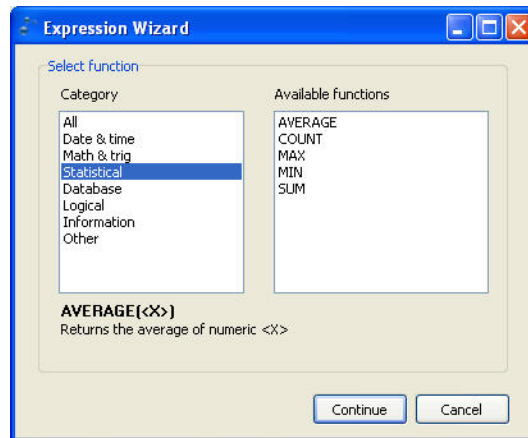 Expression Wizard
Select function
Category
Available functions
All
Date & time
Math & trig
Statistical
Database
Logical
Information
Other
AVERAGE
COUNT
MAX
MIN
SUM
AVERAGE(<X>)
Returns the average of numeric <X>
Continue
Cancel